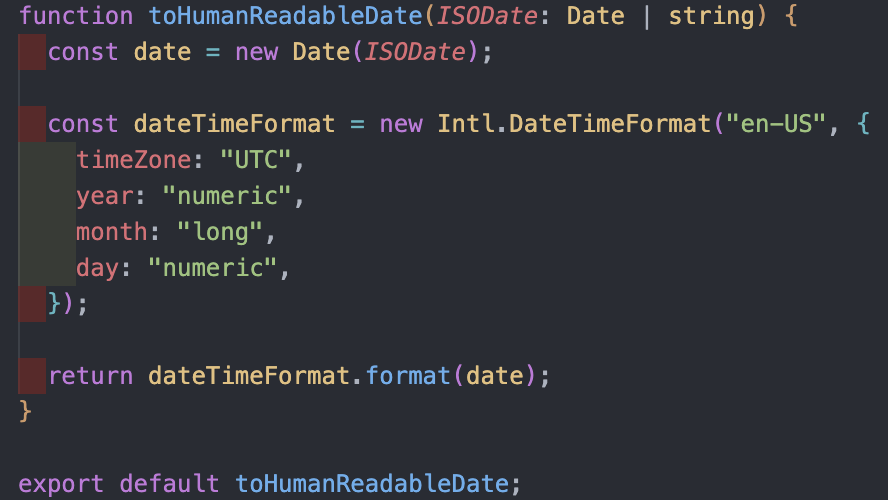 function toHumanReadableDate(ISODate: Date | string) {
  const date = new Date(ISODate);

  const dateTimeFormat = new Intl.DateTimeFormat("en-US", {
    timeZone: "UTC",
    year: "numeric",
    month: "long",
    day: "numeric",
  });

  return dateTimeFormat.format(date);
}

export default toHumanReadableDate;